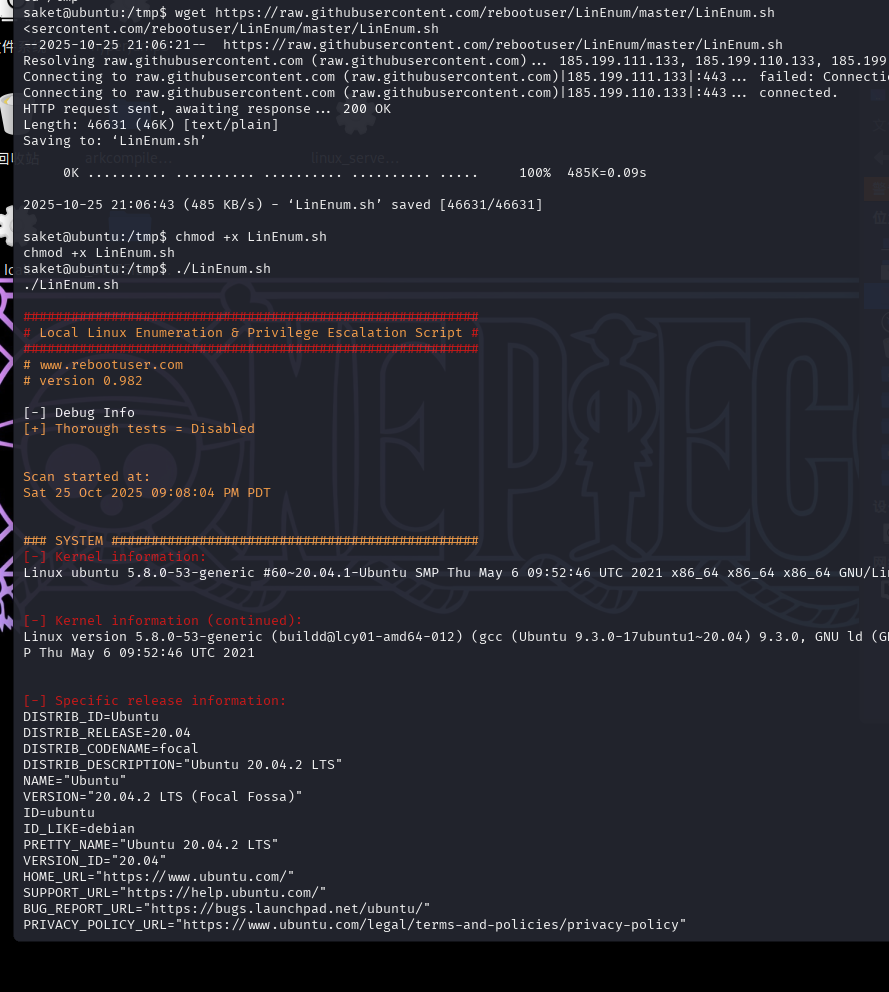 saket@ubuntu:/tmp$ wget https://raw.githubusercontent.com/rebootuser/LinEnum/master/LinEnum.sh
<sercontent.com/rebootuser/LinEnum/master/LinEnum.sh
--2025-10-25 21:06:21-- https://raw.githubusercontent.com/rebootuser/LinEnum/master/LinEnum.sh
Resolving raw.githubusercontent.com (raw.githubusercontent.com)... 185.199.111.133, 185.199.110.133, 185.199
Connecting to raw.githubusercontent.com (raw.githubusercontent.com)|185.199.111.133|:443... failed: Connectio
Connecting to raw.githubusercontent.com (raw.githubusercontent.com)|185.199.110.133|:443... connected.
HTTP request sent, awaiting response... 200 OK
Length: 46631 (46K) [text/plain]
Saving to: ‘LinEnum.sh’
回收站 arkcompile... linux_serve...
0K .......... .......... .......... .......... ..... 100% 485K=0.09s
2025-10-25 21:06:43 (485 KB/s) - ‘LinEnum.sh’ saved [46631/46631]
saket@ubuntu:/tmp$ chmod +x LinEnum.sh
chmod +x LinEnum.sh
saket@ubuntu:/tmp$ ./LinEnum.sh
./LinEnum.sh
#########################################################
# Local Linux Enumeration & Privilege Escalation Script #
#########################################################
# www.rebootuser.com
# version 0.982
[-] Debug Info
[+] Thorough tests = Disabled
Scan started at:
Sat 25 Oct 2025 09:08:04 PM PDT
### SYSTEM ##############################################
[-] Kernel information:
Linux ubuntu 5.8.0-53-generic #60~20.04.1-Ubuntu SMP Thu May 6 09:52:46 UTC 2021 x86_64 x86_64 x86_64 GNU/Lin
[-] Kernel information (continued):
Linux version 5.8.0-53-generic (buildd@lcy01-amd64-012) (gcc (Ubuntu 9.3.0-17ubuntu1~20.04) 9.3.0, GNU ld (GN
P Thu May 6 09:52:46 UTC 2021
[-] Specific release information:
DISTRIB_ID=Ubuntu
DISTRIB_RELEASE=20.04
DISTRIB_CODENAME=focal
DISTRIB_DESCRIPTION="Ubuntu 20.04.2 LTS"
NAME="Ubuntu"
VERSION="20.04.2 LTS (Focal Fossa)"
ID=ubuntu
ID_LIKE=debian
PRETTY_NAME="Ubuntu 20.04.2 LTS"
VERSION_ID="20.04"
HOME_URL="https://www.ubuntu.com/"
SUPPORT_URL="https://help.ubuntu.com/"
BUG_REPORT_URL="https://bugs.launchpad.net/ubuntu/"
PRIVACY_POLICY_URL="https://www.ubuntu.com/legal/terms-and-policies/privacy-policy"